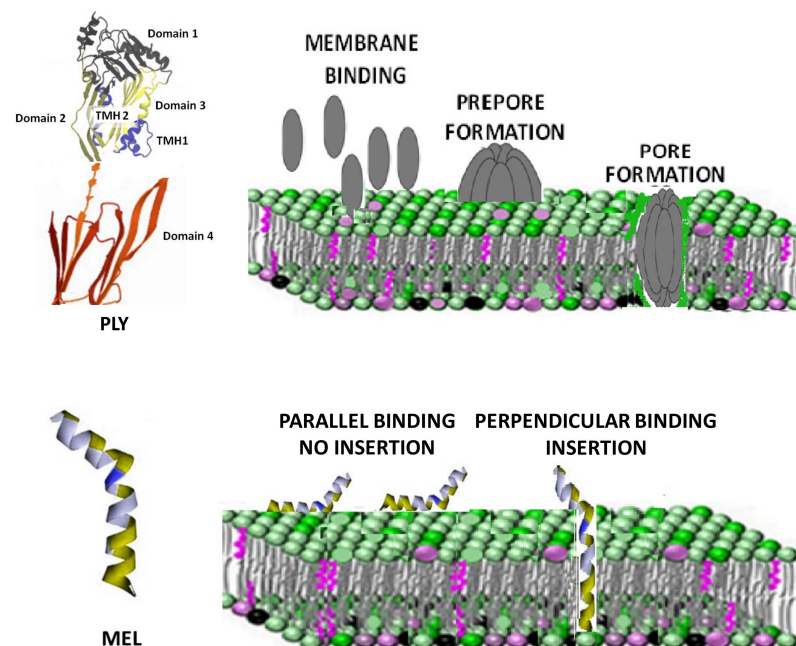 Domain 1
Domain 2
TMH 2
Domain 3
TMH1
Domain 4
PLY
MEMBRANE
BINDING
PREPORE
FORMATION
PORE
FORMATION
PARALLEL BINDING
NO INSERTION
PERPENDICULAR BINDING
INSERTION
MEL